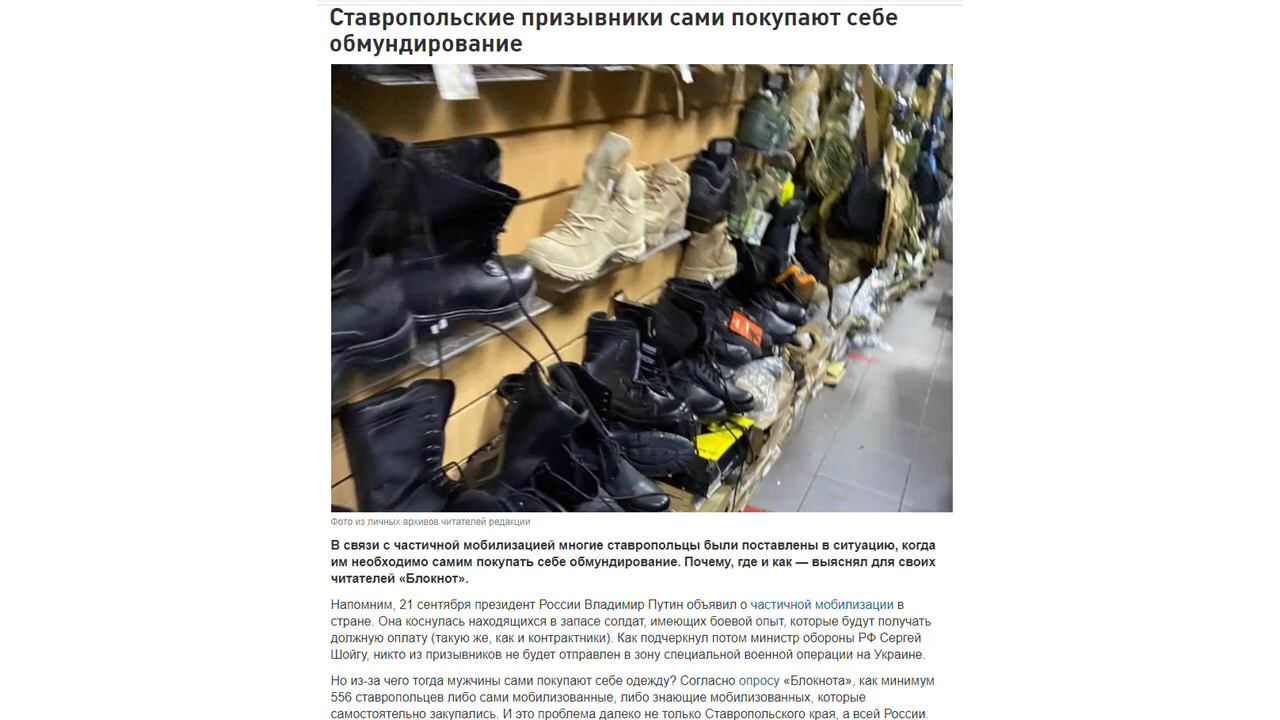 Ставропольские призывники сами покупают себе
обмундирование
Фото из личных архивов читателей редакции
В связи с частичной мобилизацией многие ставропольцы были поставлены в ситуацию, когда
им необходимо самим покупать себе обмундирование. Почему, где и как — выяснял для своих
читателей «Блокнот».
Напомним, 21 сентября президент России Владимир Путин объявил о частичной мобилизации в
стране. Она коснулась находящихся в запасе солдат, имеющих боевой опыт, которые будут получать
должную оплату (такую же, как и контрактники). Как подчеркнул потом министр обороны РФ Сергей
Шойгу, никто из призывников не будет отправлен в зону специальной военной операции на Украине.
Но из-за чего тогда мужчины сами покупают себе одежду? Согласно опросу «Блокнота», как минимум
556 ставропольцев либо сами мобилизованные, либо знающие мобилизованных, которые
самостоятельно закупались. И это проблема далеко не только Ставропольского края, а всей России.